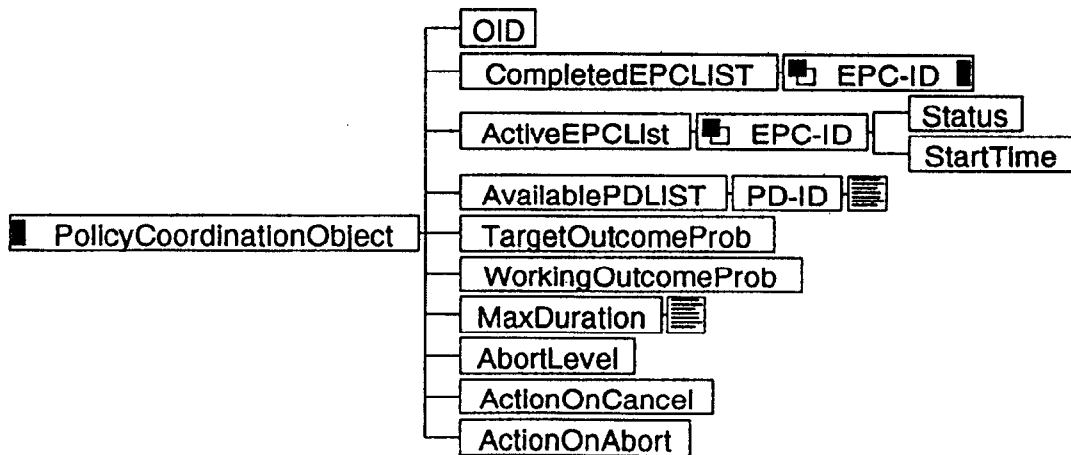 OID
CompletedEPCLIST EPC-ID
ActiveEPCLIst EPC-ID Status
StartTime
AvailablePDLIST PD-ID
PolicyCoordinationObject
TargetOutcomeProb
WorkingOutcomeProb
MaxDuration
AbortLevel
ActionOnCancel
ActionOnAbort